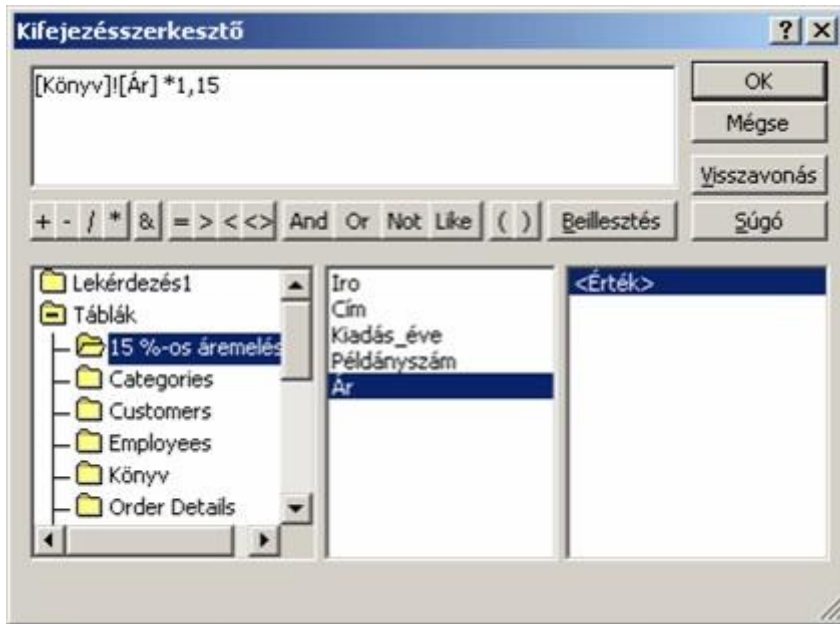 Kifejezésszerkesztő
[Könyv]![Ár] *1,15
OK
Mégse
Visszavonás
+ - / * & = > < <> And Or Not Like ( ) Beillesztés Súgó
Lekérdezés1
Táblák
15 %-os áremelés
Categories
Customers
Employees
Könyv
Order Details
Iro
Cím
Kiadás_éve
Példányszám
Ár
<Érték>